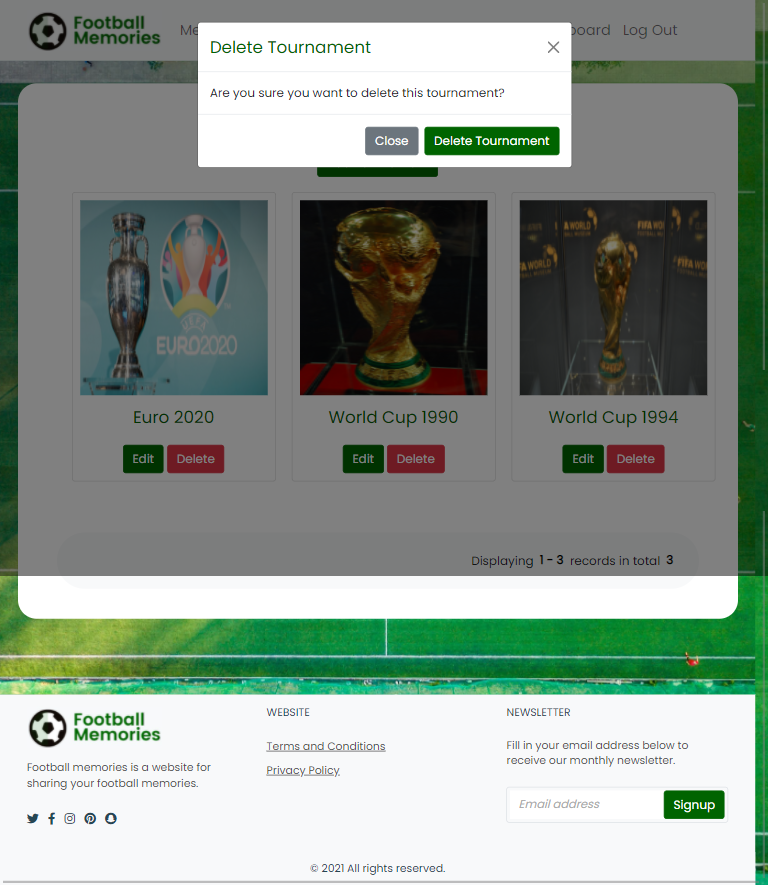 Football
Memories
Me
board
Log Out
Delete Tournament
Are you sure you want to delete this tournament?
Close
Delete Tournament
UEFA
EURO2020
FIFA WORLD
FIFA WO
Euro 2020
World Cup 1990
World Cup 1994
Edit
Delete
Edit
Delete
Edit
Delete
Displaying 1 - 3 records in total 3
Football
Memories
Football memories is a website for
sharing your football memories.
WEBSITE
Terms and Conditions
Privacy Policy
NEWSLETTER
Fill in your email address below to
receive our monthly newsletter.
Email address
Signup
© 2021 All rights reserved.